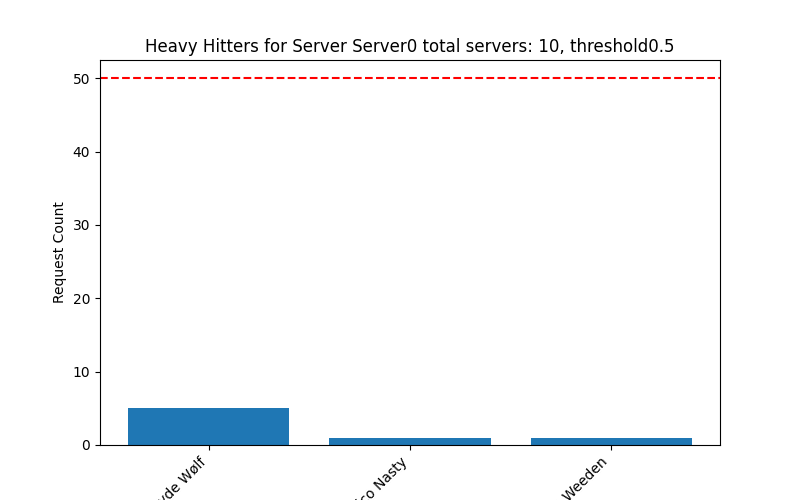 Heavy Hitters for Server Server0 total servers: 10, threshold0.5
Request Count
50
40
30
20
10
0
Wølf
Nasty
Weeden